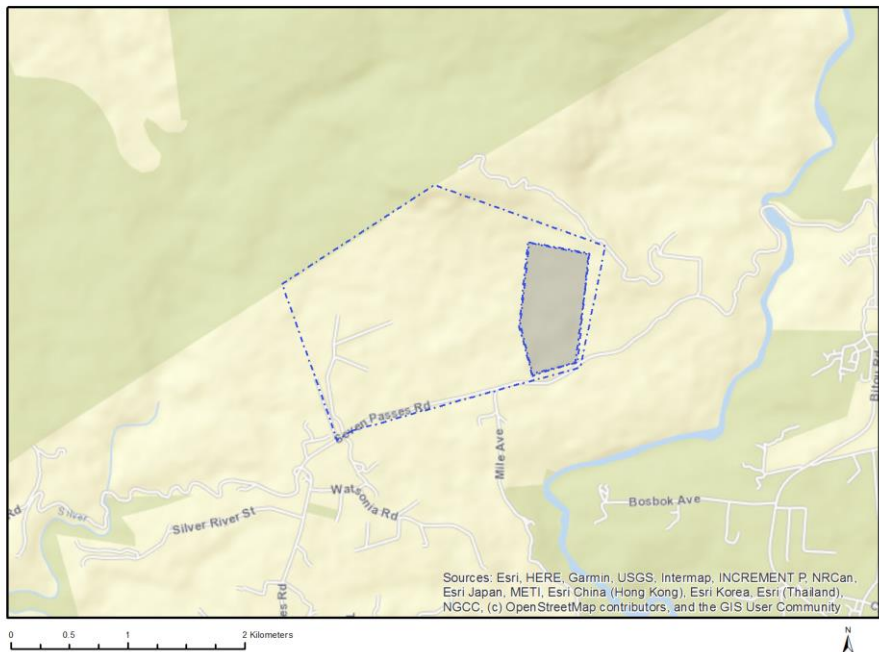 Bitou Rd
Seven Passes Rd
Mile Ave
Watsonia Rd
Bosbok Ave
Rd
Silver
Silver River St
es Rd
Sources: Esri, HERE, Garmin, USGS, Intermap, INCREMENT P, NRCan,
Esri Japan, METI, Esri China (Hong Kong), Esri Korea, Esri (Thailand),
NGCC, (c) OpenStreetMap contributors, and the GIS User Community
0 0.5 1 2 Kilometers
N